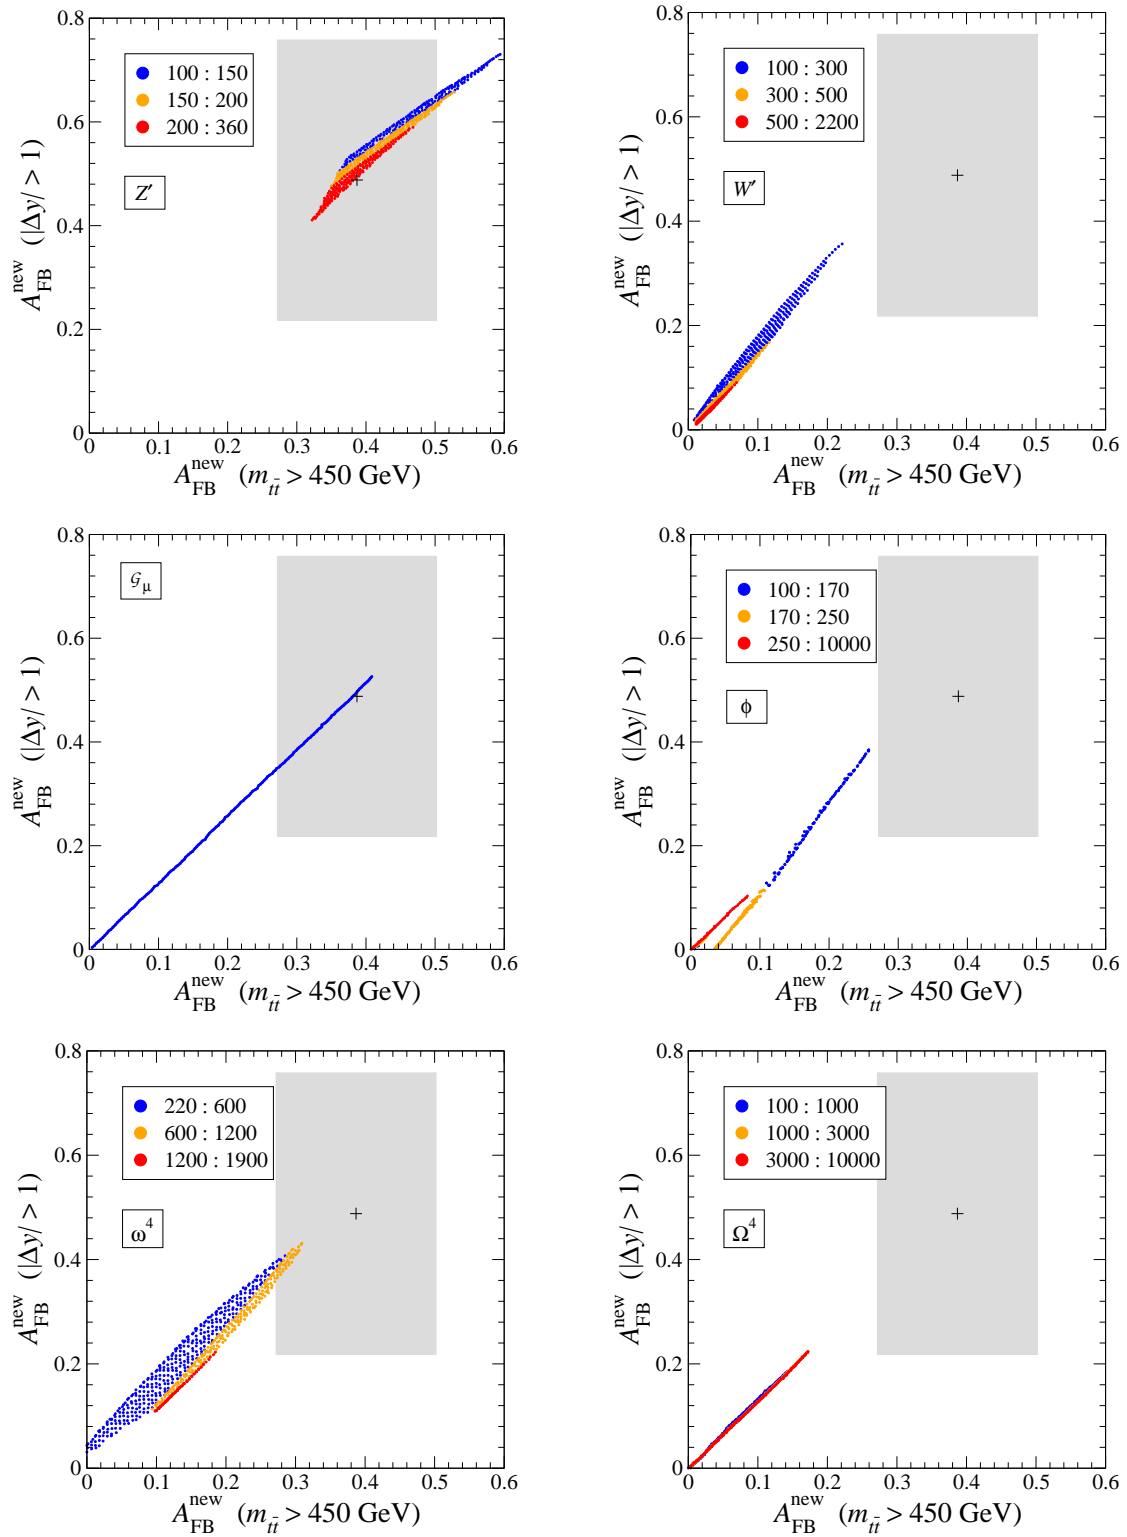 0.8
0.6
0.4
0.2
0
A_FB^new (|Δy| > 1)
100 : 150
150 : 200
200 : 360
Z′
0 0.1 0.2 0.3 0.4 0.5 0.6
A_FB^new (m_tt̄ > 450 GeV)
0.8
0.6
0.4
0.2
0
A_FB^new (|Δy| > 1)
100 : 300
300 : 500
500 : 2200
W′
0 0.1 0.2 0.3 0.4 0.5 0.6
A_FB^new (m_tt̄ > 450 GeV)
0.8
0.6
0.4
0.2
0
A_FB^new (|Δy| > 1)
𝒢_μ
0 0.1 0.2 0.3 0.4 0.5 0.6
A_FB^new (m_tt̄ > 450 GeV)
0.8
0.6
0.4
0.2
0
A_FB^new (|Δy| > 1)
100 : 170
170 : 250
250 : 10000
ϕ
0 0.1 0.2 0.3 0.4 0.5 0.6
A_FB^new (m_tt̄ > 450 GeV)
0.8
0.6
0.4
0.2
0
A_FB^new (|Δy| > 1)
220 : 600
600 : 1200
1200 : 1900
ω^4
0 0.1 0.2 0.3 0.4 0.5 0.6
A_FB^new (m_tt̄ > 450 GeV)
0.8
0.6
0.4
0.2
0
A_FB^new (|Δy| > 1)
100 : 1000
1000 : 3000
3000 : 10000
Ω^4
0 0.1 0.2 0.3 0.4 0.5 0.6
A_FB^new (m_tt̄ > 450 GeV)